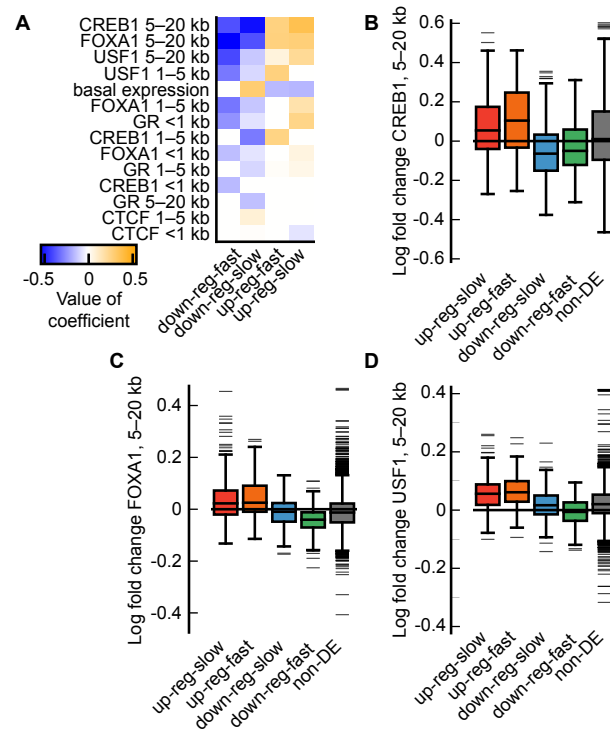 A
CREB1 5–20 kb
FOXA1 5–20 kb
USF1 5–20 kb
USF1 1–5 kb
basal expression
FOXA1 1–5 kb
GR <1 kb
CREB1 1–5 kb
FOXA1 <1 kb
GR 1–5 kb
CREB1 <1 kb
GR 5–20 kb
CTCF 1–5 kb
CTCF <1 kb
-0.5 0 0.5
Value of
coefficient
down-reg-fast
down-reg-slow
up-reg-fast
up-reg-slow
B
Log fold change CREB1, 5–20 kb
0.6
0.4
0.2
0
-0.2
-0.4
-0.6
up-reg-slow
up-reg-fast
down-reg-slow
down-reg-fast
non-DE
C
Log fold change FOXA1, 5–20 kb
0.4
0.2
0
-0.2
-0.4
up-reg-slow
up-reg-fast
down-reg-slow
down-reg-fast
non-DE
D
Log fold change USF1, 5–20 kb
0.4
0.2
0
-0.2
-0.4
up-reg-slow
up-reg-fast
down-reg-slow
down-reg-fast
non-DE